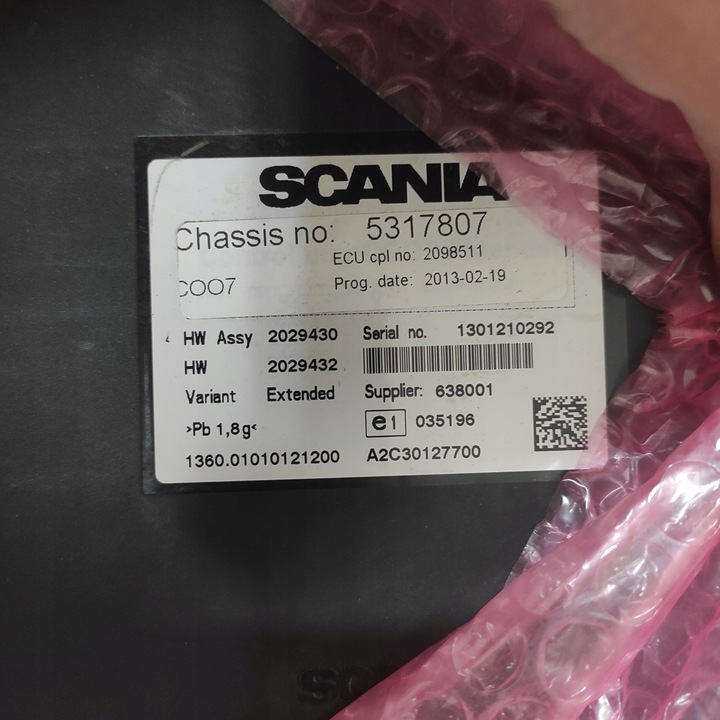 SCANIA
Chassis no: 5317807
ECU cpl no: 2098511
COO7 Prog. date: 2013-02-19
HW Assy 2029430 Serial no. 1301210292
HW 2029432
Variant Extended Supplier: 638001
>Pb 1,8g< e1 035196
1360.01010121200 A2C30127700